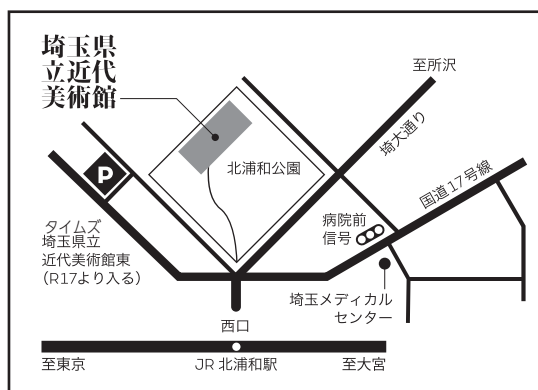 埼玉県
立近代
美術館
至所沢
埼大通り
北浦和公園
国道17号線
P
病院前
信号
タイムズ
埼玉県立
近代美術館東
（R17より入る）
埼玉メディカル
センター
西口
至東京
JR 北浦和駅
至大宮